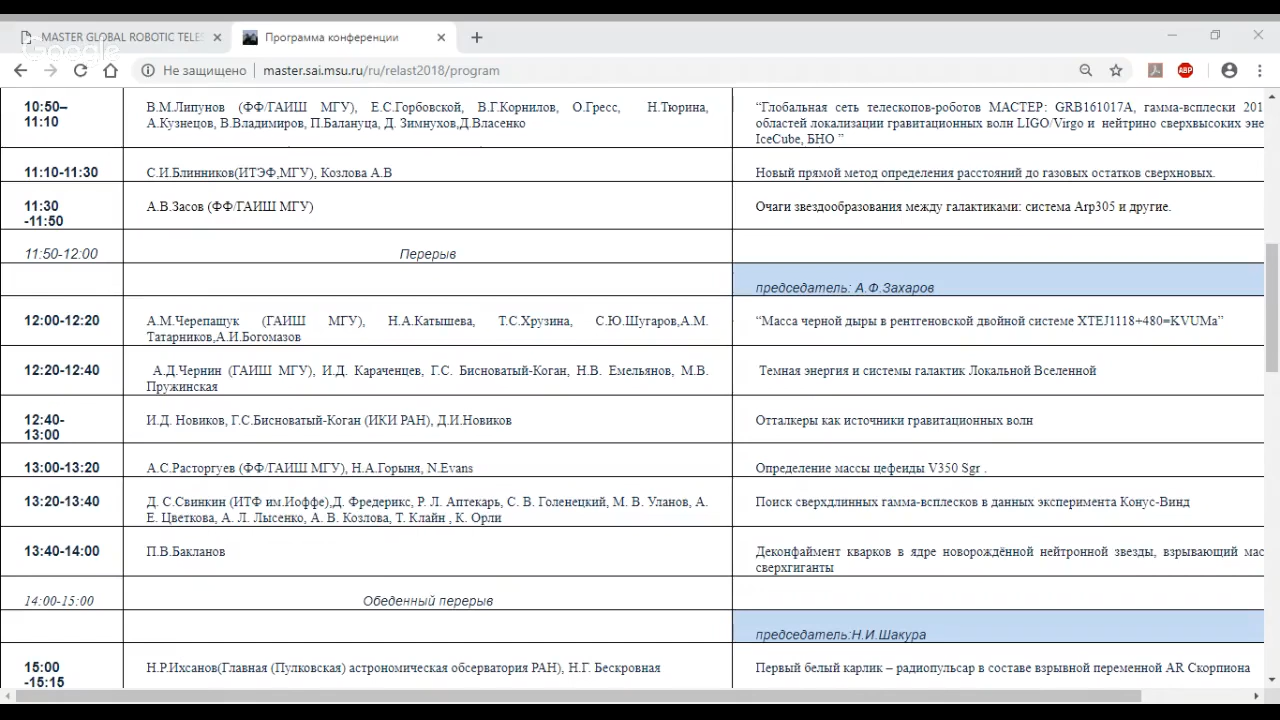 MASTER GLOBAL ROBOTIC TELES
Программа конференции
Google
Не защищено
master.sai.msu.ru/ru/relast2018/program
ABP
10:50–
11:10
В.М.Липунов (ФФ/ГАИШ МГУ), Е.С.Горбовской, В.Г.Корнилов, О.Гресс, Н.Тюрина,
А.Кузнецов, В.Владимиров, П.Балануца, Д. Зимнухов,Д.Власенко
“Глобальная сеть телескопов-роботов МАСТЕР: GRB161017A, гамма-всплески 201
областей локализации гравитационных волн LIGO/Virgo и нейтрино сверхвысоких эне
IceCube, БНО ”
11:10-11:30
С.И.Блинников(ИТЭФ,МГУ), Козлова А.В
Новый прямой метод определения расстояний до газовых остатков сверхновых.
11:30
-11:50
А.В.Засов (ФФ/ГАИШ МГУ)
Очаги звездообразования между галактиками: система Arp305 и другие.
11:50-12:00
Перерыв
председатель: А.Ф.Захаров
12:00-12:20
А.М.Черепащук (ГАИШ МГУ), Н.А.Катышева, Т.С.Хрузина, С.Ю.Шугаров,А.М.
Татарников,А.И.Богомазов
“Масса черной дыры в рентгеновской двойной системе XTEJ1118+480=KVUMa”
12:20-12:40
А.Д.Чернин (ГАИШ МГУ), И.Д. Караченцев, Г.С. Бисноватый-Коган, Н.В. Емельянов, М.В.
Пружинская
Темная энергия и системы галактик Локальной Вселенной
12:40-
13:00
И.Д. Новиков, Г.С.Бисноватый-Коган (ИКИ РАН), Д.И.Новиков
Отталкеры как источники гравитационных волн
13:00-13:20
А.С.Расторгуев (ФФ/ГАИШ МГУ), Н.А.Горыня, N.Evans
Определение массы цефеиды V350 Sgr .
13:20-13:40
Д. С.Свинкин (ИТФ им.Иоффе),Д. Фредерикс, Р. Л. Аптекарь, С. В. Голенецкий, М. В. Уланов, А.
Е. Цветкова, А. Л. Лысенко, А. В. Козлова, Т. Клайн , К. Орли
Поиск сверхдлинных гамма-всплесков в данных эксперимента Конус-Винд
13:40-14:00
П.В.Бакланов
Деконфаймент кварков в ядре новорождённой нейтронной звезды, взрывающий мас
сверхгиганты
14:00-15:00
Обеденный перерыв
председатель:Н.И.Шакура
15:00
-15:15
Н.Р.Ихсанов(Главная (Пулковская) астрономическая обсерватория РАН), Н.Г. Бескровная
Первый белый карлик – радиопульсар в составе взрывной переменной AR Скорпиона